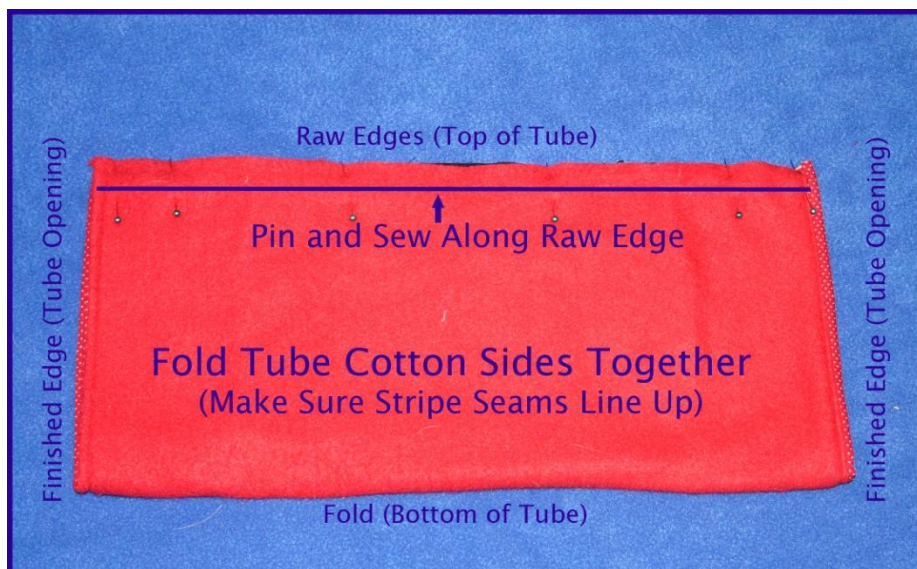 Raw Edges (Top of Tube)
Finished Edge (Tube Opening)
Pin and Sew Along Raw Edge
Fold Tube Cotton Sides Together
(Make Sure Stripe Seams Line Up)
Finished Edge (Tube Opening)
Fold (Bottom of Tube)